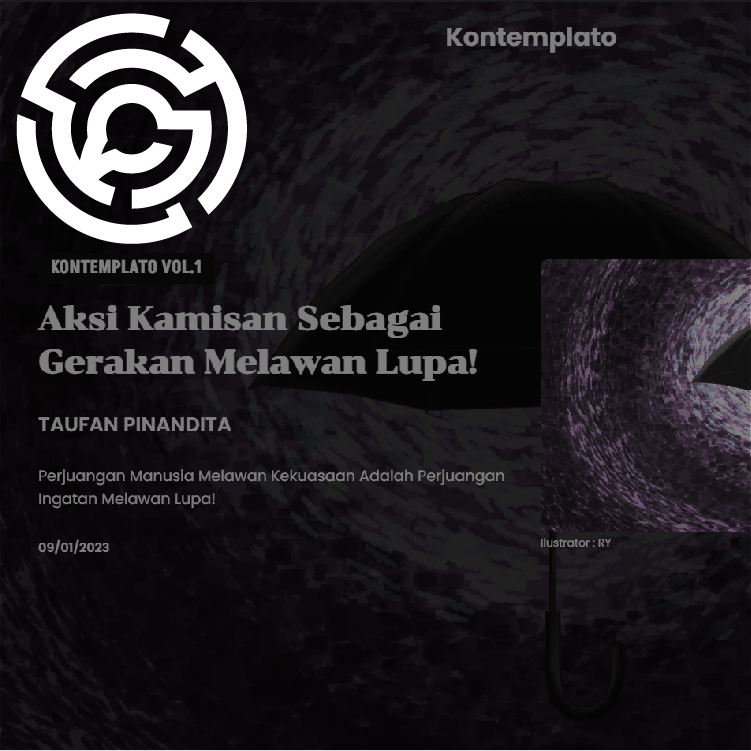 Kontemplato
KONTEMPLATO VOL.1
Aksi Kamisan Sebagai
Gerakan Melawan Lupa!
TAUFAN PINANDITA
Perjuangan Manusia Melawan Kekuasaan Adalah Perjuangan
Ingatan Melawan Lupa!
09/01/2023
Ilustrator : RY